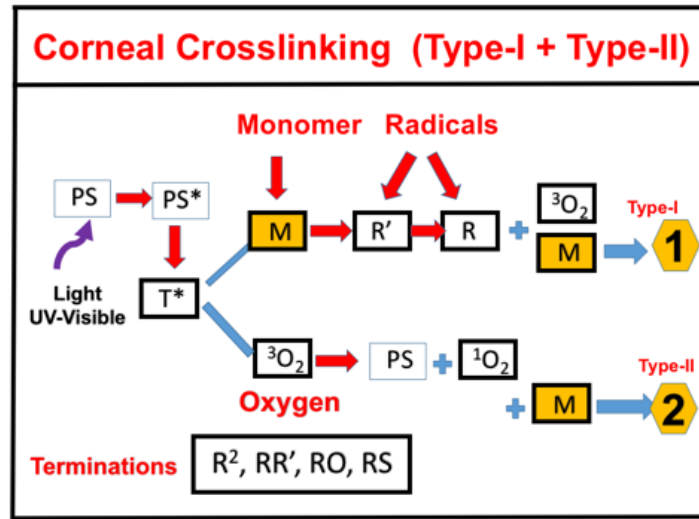 Corneal Crosslinking (Type-I + Type-II)
Monomer Radicals
PS PS*
M R’ R + ³O₂ M Type-I 1
Light
UV-Visible
T*
³O₂ PS + ¹O₂
Oxygen
+ M Type-II 2
Terminations R², RR’, RO, RS